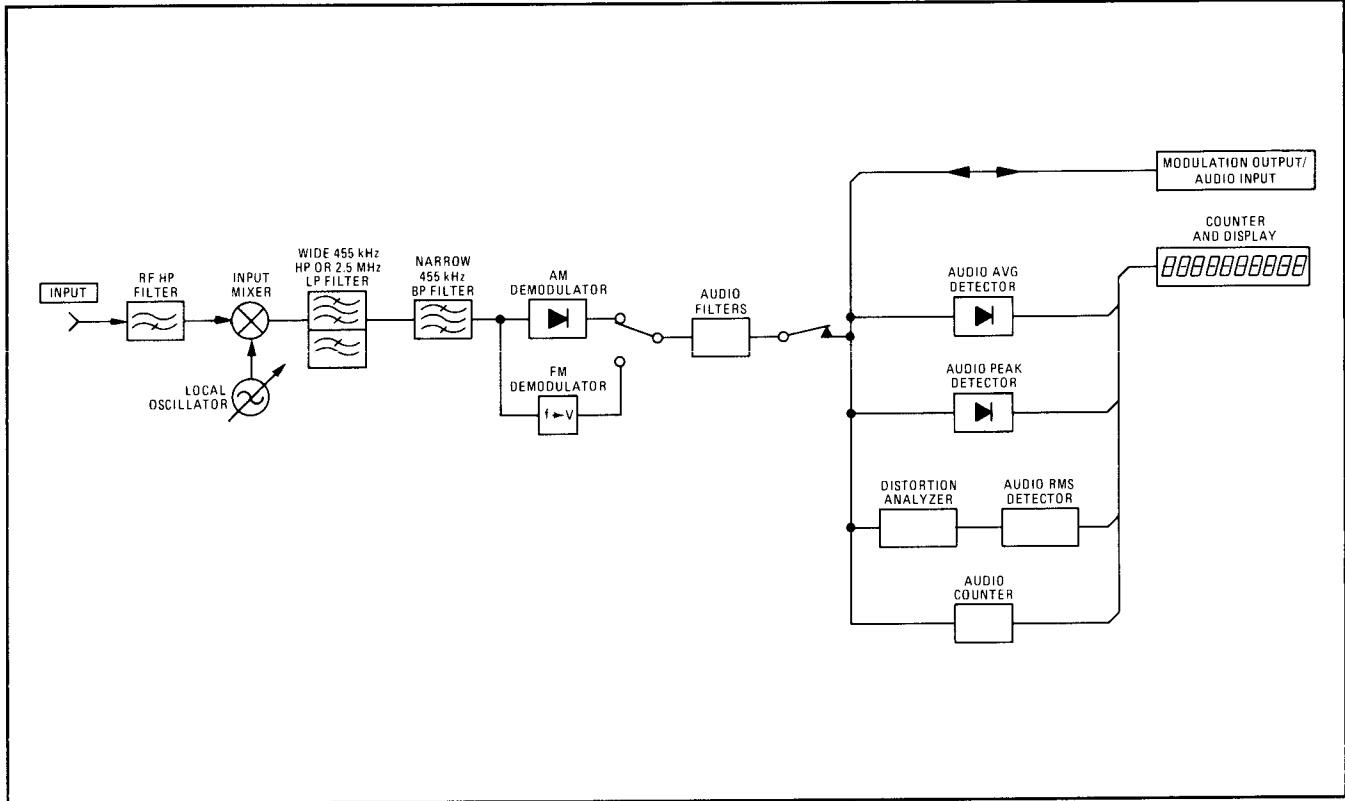 INPUT
RF HP
FILTER
INPUT
MIXER
LOCAL
OSCILLATOR
WIDE 455 kHz
HP OR 2.5 MHz
LP FILTER
NARROW
455 kHz
BP FILTER
AM
DEMODULATOR
FM
DEMODULATOR
f V
AUDIO
FILTERS
MODULATION OUTPUT/
AUDIO INPUT
COUNTER
AND DISPLAY
8888888888
AUDIO AVG
DETECTOR
AUDIO PEAK
DETECTOR
DISTORTION
ANALYZER
AUDIO RMS
DETECTOR
AUDIO
COUNTER